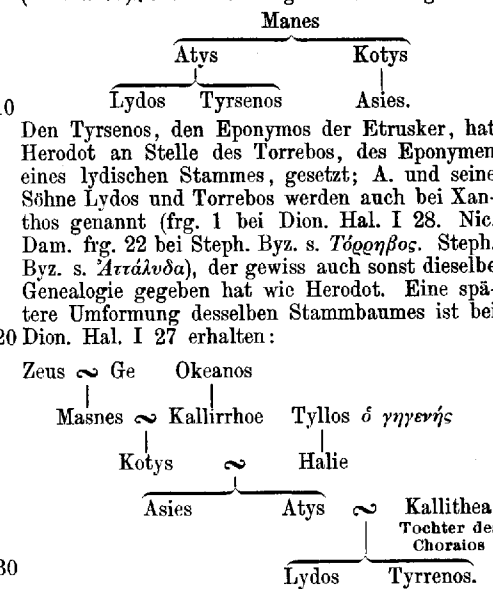 Manes
Atys Kotys
Lydos Tyrsenos Asies.
Den Tyrsenos, den Eponymos der Etrusker, hat
Herodot an Stelle des Torrebos, des Eponymen
eines lydischen Stammes, gesetzt; A. und seine
Söhne Lydos und Torrebos werden auch bei Xan-
thos genannt (frg. 1 bei Dion. Hal. I 28. Nic.
Dam. frg. 22 bei Steph. Byz. s. Τόρρηβος. Steph.
Byz. s. Ἀττάλυδα), der gewiss auch sonst dieselbe
Genealogie gegeben hat wie Herodot. Eine spä-
tere Umformung desselben Stammbaumes ist bei
20 Dion. Hal. I 27 erhalten:
Zeus ∾ Ge Okeanos
Masnes ∾ Kallirrhoe Tyllos ὁ γηγενής
Kotys ∾ Halie
Asies Atys ∾ Kallithea
Tochter des
Choraios
30
Lydos Tyrrenos.